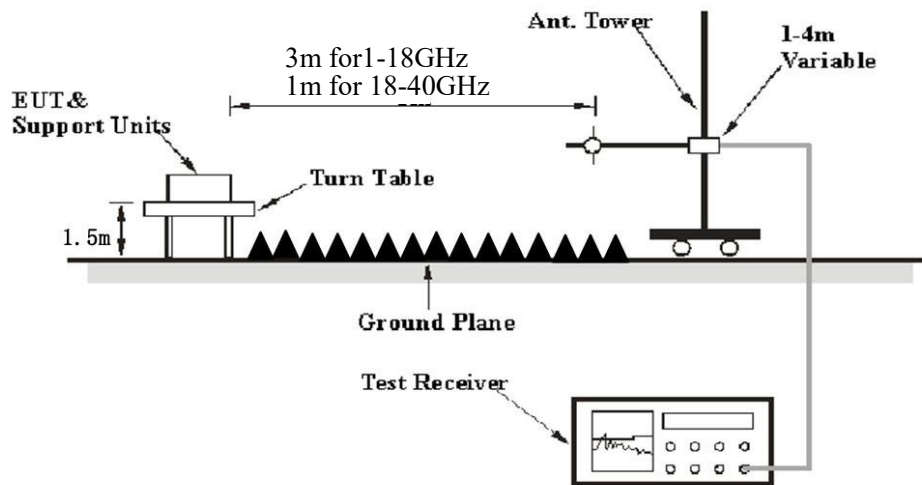 Ant. Tower
1-4m
Variable
3m for1-18GHz
1m for 18-40GHz
EUT&
Support Units
Turn Table
1.5m
Ground Plane
Test Receiver